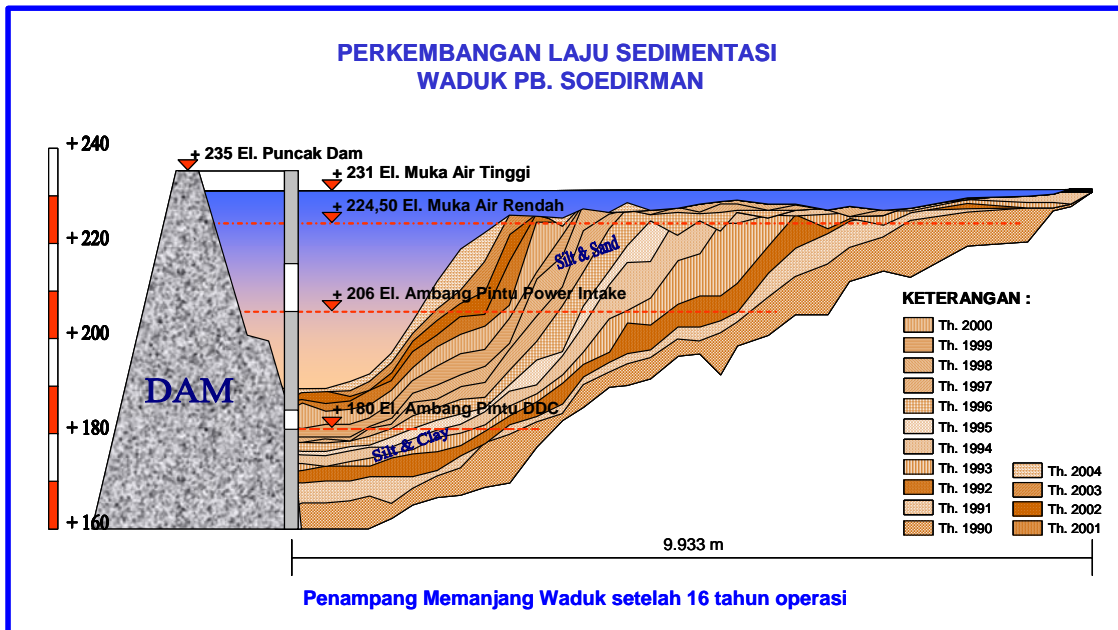 PERKEMBANGAN LAJU SEDIMENTASI
WADUK PB. SOEDIRMAN
+ 240
+ 220
+ 200
+ 180
+ 160
+ 235 El. Puncak Dam
+ 231 El. Muka Air Tinggi
+ 224,50 El. Muka Air Rendah
Silt & Sand
+ 206 El. Ambang Pintu Power Intake
DAM
+ 180 El. Ambang Pintu DDC
Silt & Clay
KETERANGAN :
Th. 2000
Th. 1999
Th. 1998
Th. 1997
Th. 1996
Th. 1995
Th. 1994
Th. 1993
Th. 1992
Th. 1991
Th. 1990
Th. 2004
Th. 2003
Th. 2002
Th. 2001
9.933 m
Penampang Memanjang Waduk setelah 16 tahun operasi